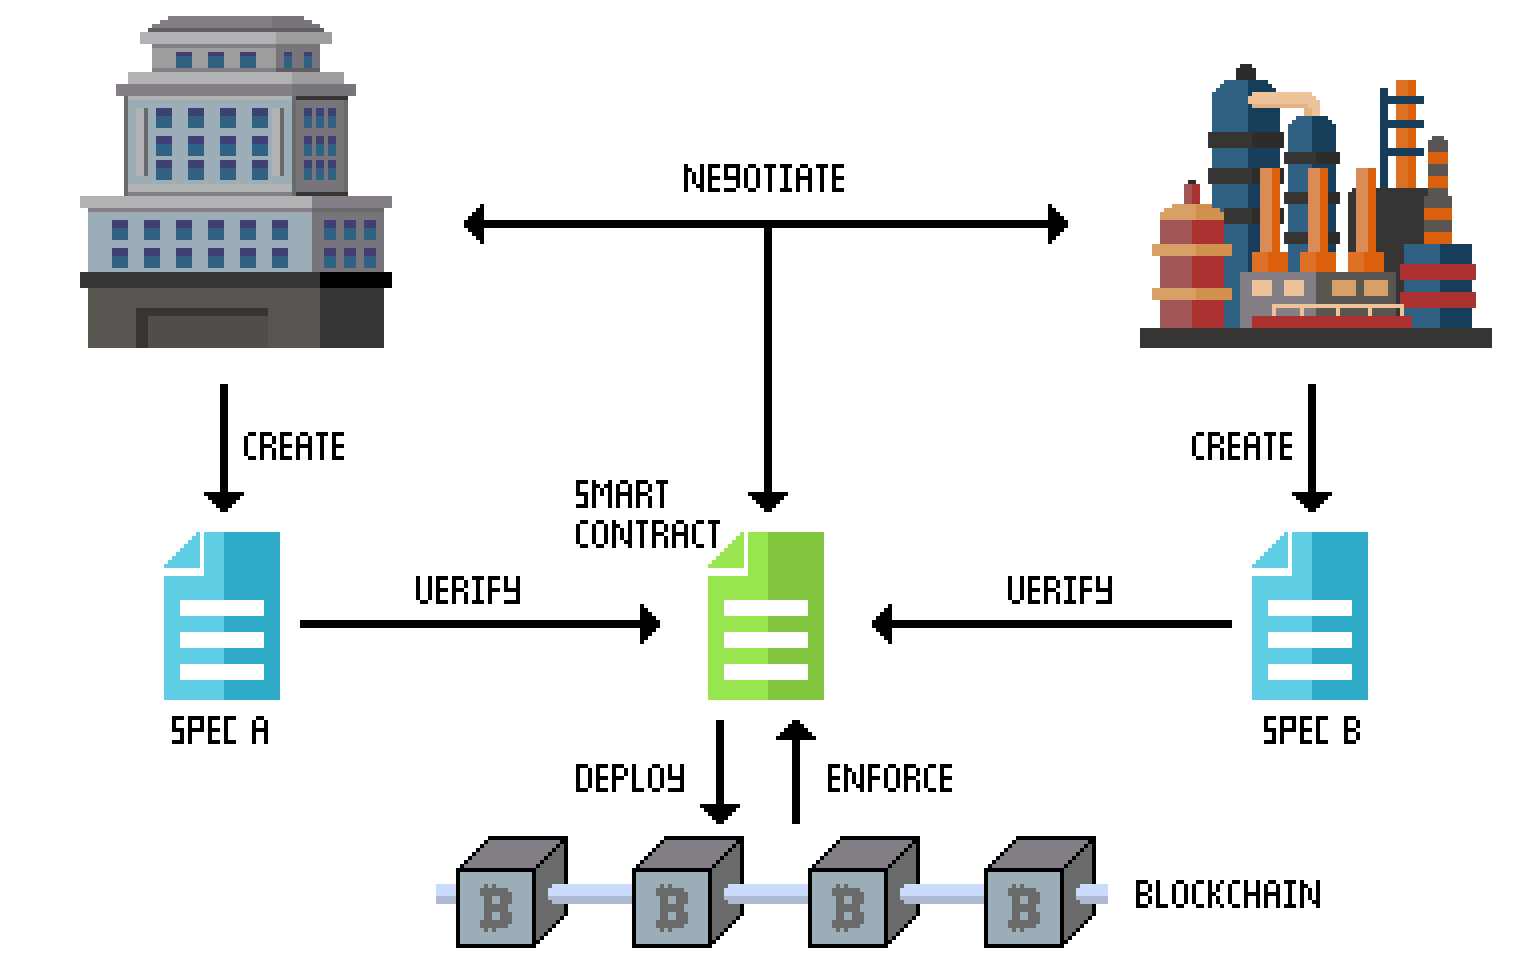 NEGOTIATE
CREATE
CREATE
SMART
CONTRACT
VERIFY
VERIFY
SPEC A
SPEC B
DEPLOY
ENFORCE
BLOCKCHAIN